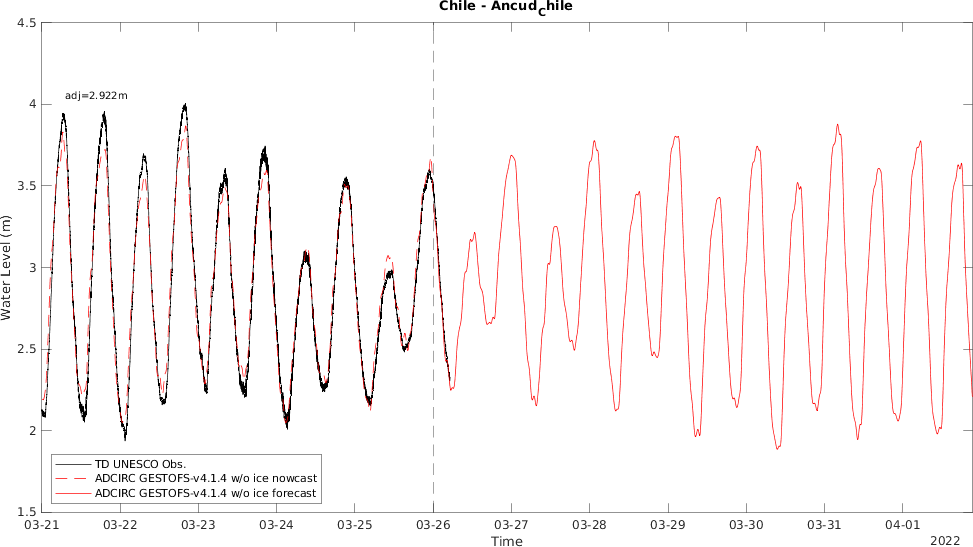 Chile - Ancud_Chile
4.5
4
3.5
3
2.5
2
1.5
Water Level (m)
adj=2.922m
TD UNESCO Obs.
ADCIRC GESTOFS-v4.1.4 w/o ice nowcast
ADCIRC GESTOFS-v4.1.4 w/o ice forecast
03-21 03-22 03-23 03-24 03-25 03-26 03-27 03-28 03-29 03-30 03-31 04-01
Time
2022